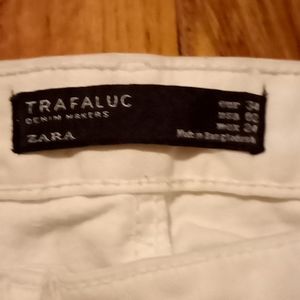 TRAFALUC
DENIM MAKERS
ZARA
EUR 34
USA 02
MEX 24
Made in Bangladesh